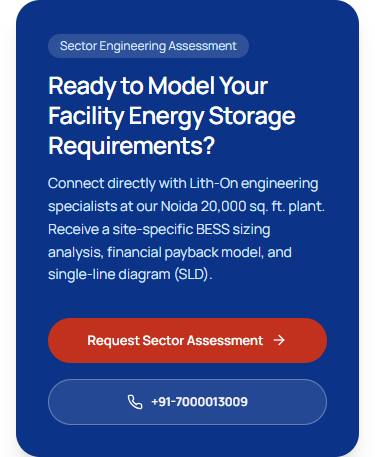 Sector Engineering Assessment
Ready to Model Your
Facility Energy Storage
Requirements?
Connect directly with Lith-On engineering
specialists at our Noida 20,000 sq. ft. plant.
Receive a site-specific BESS sizing
analysis, financial payback model, and
single-line diagram (SLD).
Request Sector Assessment →
+91-7000013009